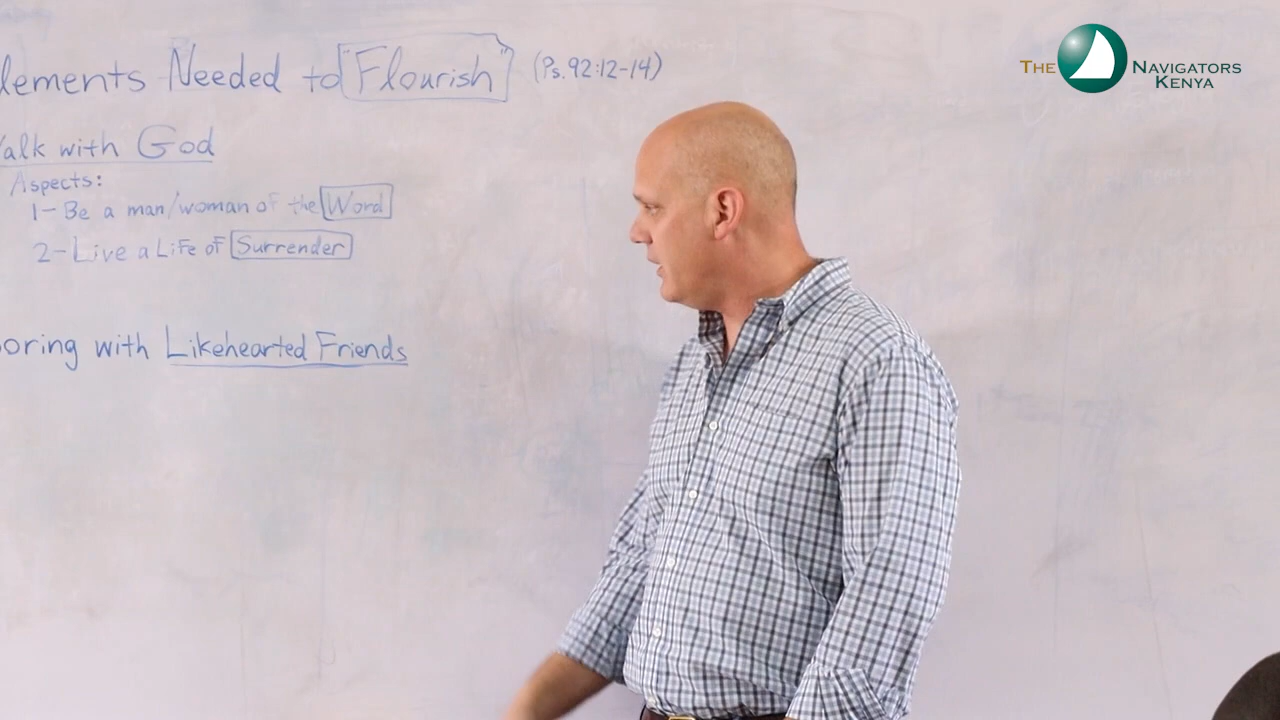 lements Needed to "Flourish" (Ps. 92:12-14)
THE NAVIGATORS
KENYA
alk with God
Aspects:
1- Be a man/woman of the Word
2- Live a Life of Surrender
oring with Likehearted Friends